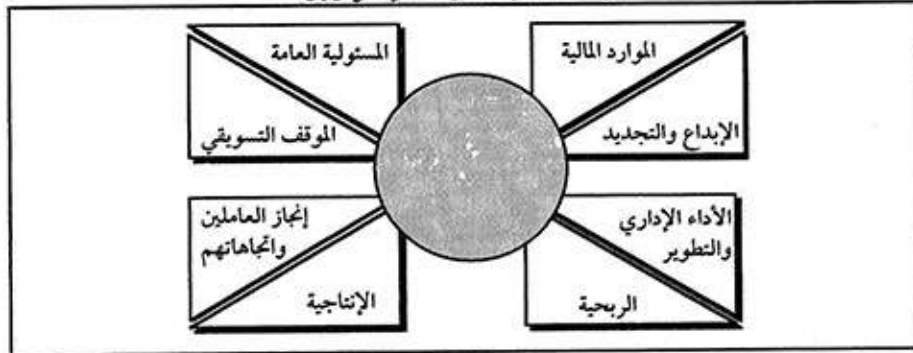 المسئولية العامة
الموارد المالية
الموقف التسويقي
الإبداع والتجديد
إنجاز العاملين
واتجاهاتهم
الأداء الإداري
والتطوير
الإنتاجية
الربحية